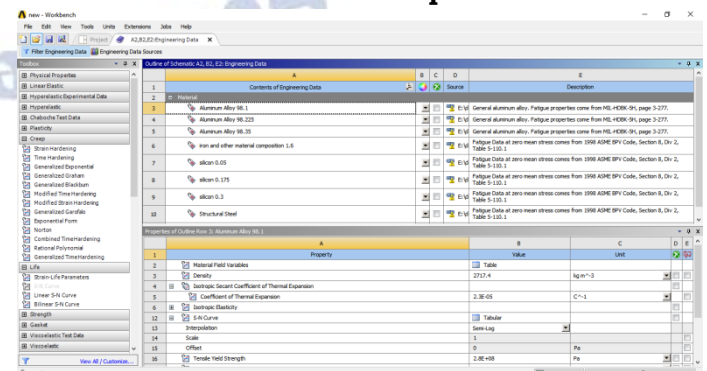 new - Workbench
File Edit View Tools Units Extensions Jobs Help
Project A2,B2,E2:Engineering Data
Filter Engineering Data Engineering Data Sources
Toolbox
Physical Properties
Linear Elastic
Hyperelastic Experimental Data
Hyperelastic
Chaboche Test Data
Plasticity
Creep
Strain Hardening
Time Hardening
Generalized Exponential
Generalized Graham
Generalized Blackburn
Modified Time Hardening
Modified Strain Hardening
Generalized Garofalo
Exponential Form
Norton
Combined Time Hardening
Rational Polynomial
Generalized Time Hardening
Life
Strain-Life Parameters
S-N Curve
Linear S-N Curve
Bilinear S-N Curve
Strength
Gasket
Viscoelastic Test Data
Viscoelastic
View All / Customize...
Outline of Schematic A2, B2, E2: Engineering Data
A B C D E
1 Contents of Engineering Data Source Description
2 Material
3 Aluminum Alloy 98.1 General aluminum alloy. Fatigue properties come from MIL-HDBK-5H, page 3-277.
4 Aluminum Alloy 98.225 General aluminum alloy. Fatigue properties come from MIL-HDBK-5H, page 3-277.
5 Aluminum Alloy 98.35 General aluminum alloy. Fatigue properties come from MIL-HDBK-5H, page 3-277.
6 iron and other material composition 1.6 Fatigue Data at zero mean stress comes from 1998 ASME BPV Code, Section 8, Div 2, Table 5-110.1
7 silicon 0.05 Fatigue Data at zero mean stress comes from 1998 ASME BPV Code, Section 8, Div 2, Table 5-110.1
8 silicon 0.175 Fatigue Data at zero mean stress comes from 1998 ASME BPV Code, Section 8, Div 2, Table 5-110.1
9 silicon 0.3 Fatigue Data at zero mean stress comes from 1998 ASME BPV Code, Section 8, Div 2, Table 5-110.1
10 Structural Steel Fatigue Data at zero mean stress comes from 1998 ASME BPV Code, Section 8, Div 2, Table 5-110.1
Properties of Outline Row 3: Aluminum Alloy 98.1
A B C D E
1 Property Value Unit
2 Material Field Variables Table
3 Density 2717.4 kg m^-3
4 Isotropic Secant Coefficient of Thermal Expansion
5 Coefficient of Thermal Expansion 2.3E-05 C^-1
6 Isotropic Elasticity
12 S-N Curve Tabular
13 Interpolation Semi-Log
14 Scale 1
15 Offset 0 Pa
16 Tensile Yield Strength 2.8E+08 Pa